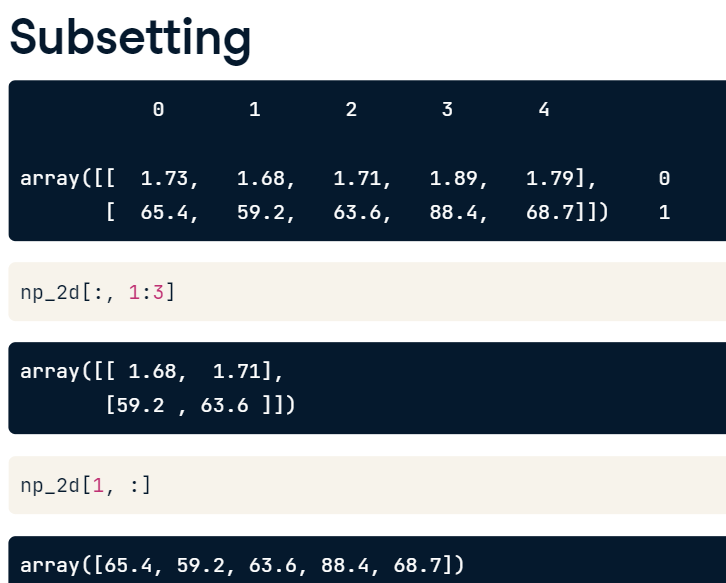 Subsetting
0 1 2 3 4
array([[ 1.73, 1.68, 1.71, 1.89, 1.79], 0
[ 65.4, 59.2, 63.6, 88.4, 68.7]]) 1
np_2d[:, 1:3]
array([[ 1.68, 1.71],
[59.2 , 63.6 ]])
np_2d[1, :]
array([65.4, 59.2, 63.6, 88.4, 68.7])